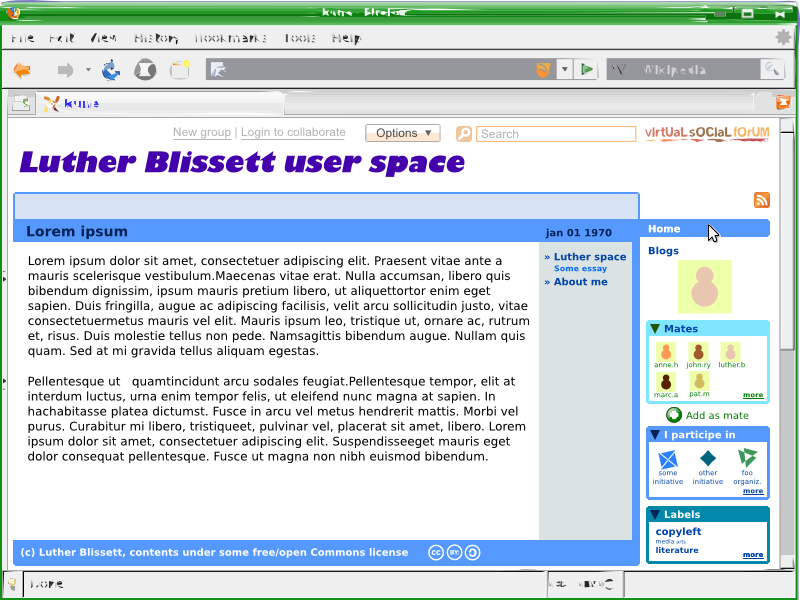 kune - Firefox
File Edit View History Bookmarks Tools Help
Wikipedia
kune
New group | Login to collaborate
Options ▼
Search
virtUaL sOCIaL forUM
Luther Blissett user space
Lorem ipsum
jan 01 1970
Lorem ipsum dolor sit amet, consectetuer adipiscing elit. Praesent vitae ante a
mauris scelerisque vestibulum.Maecenas vitae erat. Nulla accumsan, libero quis
bibendum dignissim, ipsum mauris pretium libero, ut aliquettortor enim eget
sapien. Duis fringilla, augue ac adipiscing facilisis, velit arcu sollicitudin justo, vitae
consectetuermetus mauris vel elit. Mauris ipsum leo, tristique ut, ornare ac, rutrum
et, risus. Duis molestie tellus non pede. Namsagittis bibendum augue. Nullam quis
quam. Sed at mi gravida tellus aliquam egestas.
Pellentesque ut quamtincidunt arcu sodales feugiat.Pellentesque tempor, elit at
interdum luctus, urna enim tempor felis, ut eleifend nunc magna at sapien. In
hachabitasse platea dictumst. Fusce in arcu vel metus hendrerit mattis. Morbi vel
purus. Curabitur mi libero, tristiqueet, pulvinar vel, placerat sit amet, libero. Lorem
ipsum dolor sit amet, consectetuer adipiscing elit. Suspendisseeget mauris eget
dolor consequat pellentesque. Fusce ut magna non nibh euismod bibendum.
» Luther space
Some essay
» About me
Home
Blogs
▼ Mates
anne.h john.ry luther.b
marc.a pat.m
more
Add as mate
▼ I participe in
some initiative
other initiative
foo organiz.
more
▼ Labels
copyleft
media arts
literature
more
(c) Luther Blissett, contents under some free/open Commons license
cc BY:
Done